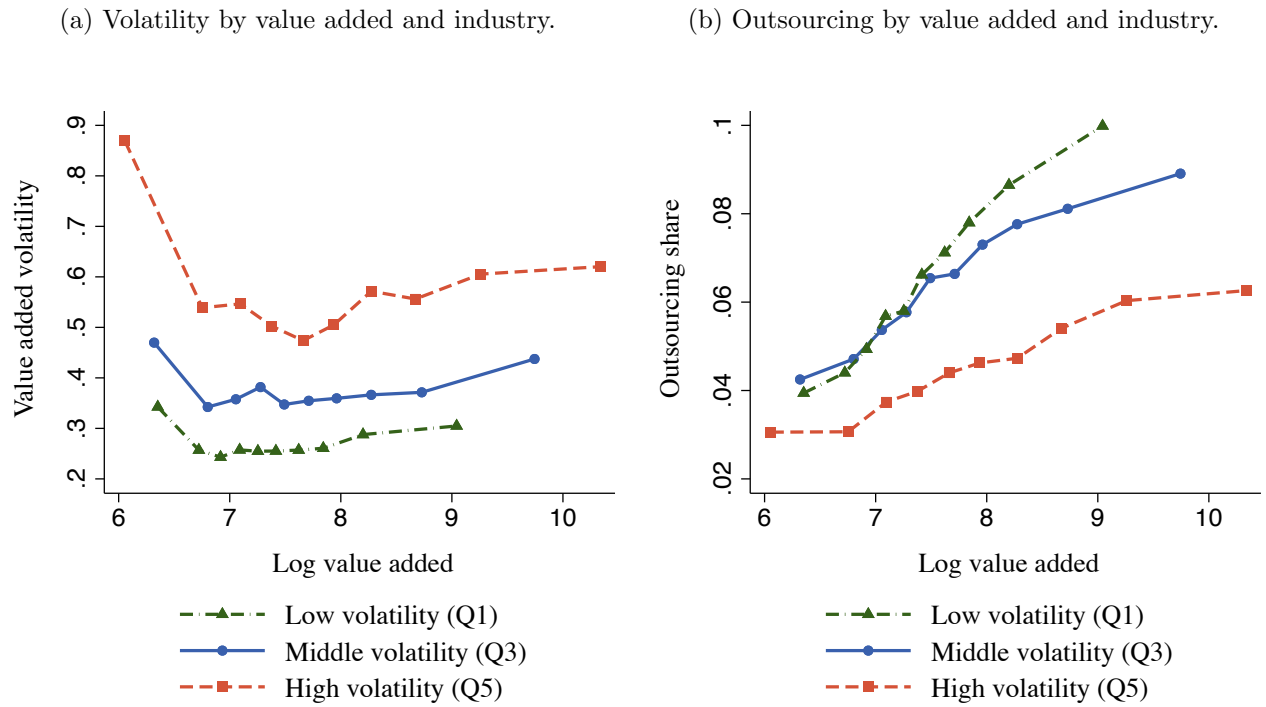 (a) Volatility by value added and industry.
(b) Outsourcing by value added and industry.
Value added volatility
.9
.8
.7
.6
.5
.4
.3
.2
6 7 8 9 10
Log value added
Low volatility (Q1)
Middle volatility (Q3)
High volatility (Q5)
Outsourcing share
.1
.08
.06
.04
.02
6 7 8 9 10
Log value added
Low volatility (Q1)
Middle volatility (Q3)
High volatility (Q5)